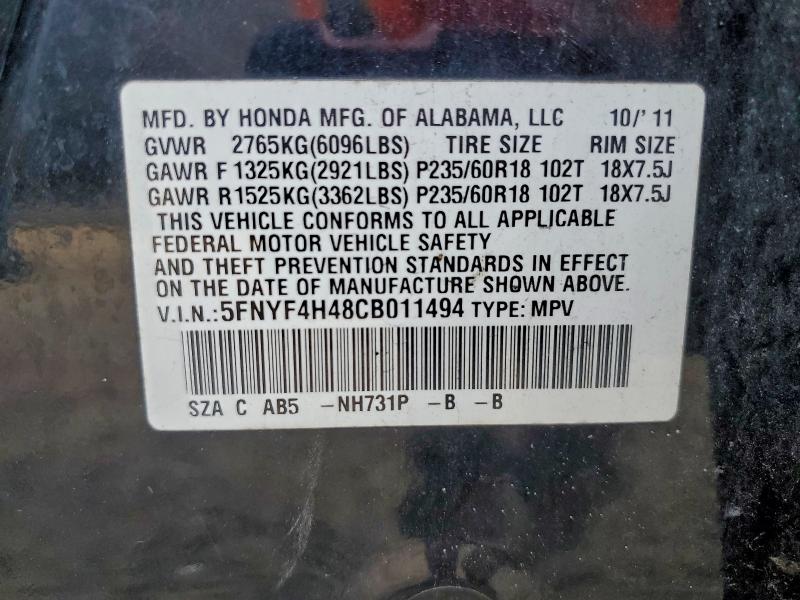 MFD. BY HONDA MFG. OF ALABAMA, LLC 10/'11
GVWR 2765KG(6096LBS) TIRE SIZE RIM SIZE
GAWR F 1325KG(2921LBS) P235/60R18 102T 18X7.5J
GAWR R1525KG(3362LBS) P235/60R18 102T 18X7.5J
THIS VEHICLE CONFORMS TO ALL APPLICABLE
FEDERAL MOTOR VEHICLE SAFETY
AND THEFT PREVENTION STANDARDS IN EFFECT
ON THE DATE OF MANUFACTURE SHOWN ABOVE.
V.I.N.:5FNYF4H48CB011494 TYPE: MPV
SZA C AB5 -NH731P -B -B